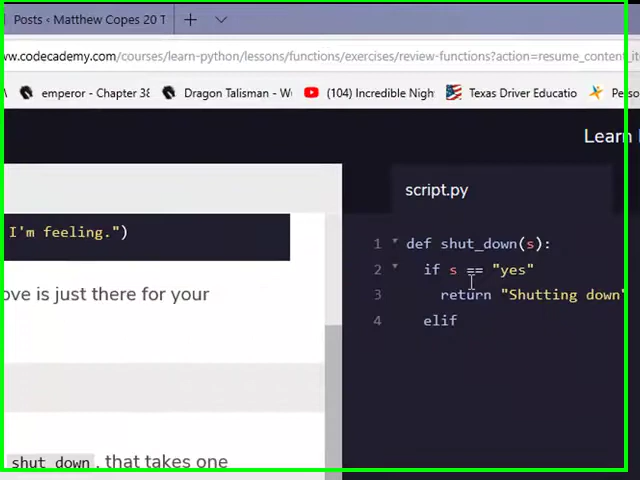 Posts ‹ Matthew Copes 20 T
ww.codecademy.com/courses/learn-python/lessons/functions/exercises/review-functions?action=resume_content_it
emperor - Chapter 38 Dragon Talisman - W (104) Incredible Nigh Texas Driver Educatio Perso
Learn
script.py
I'm feeling.")
ove is just there for your
shut_down, that takes one
1 def shut_down(s):
2 if s == "yes"
3 return "Shutting down"
4 elif